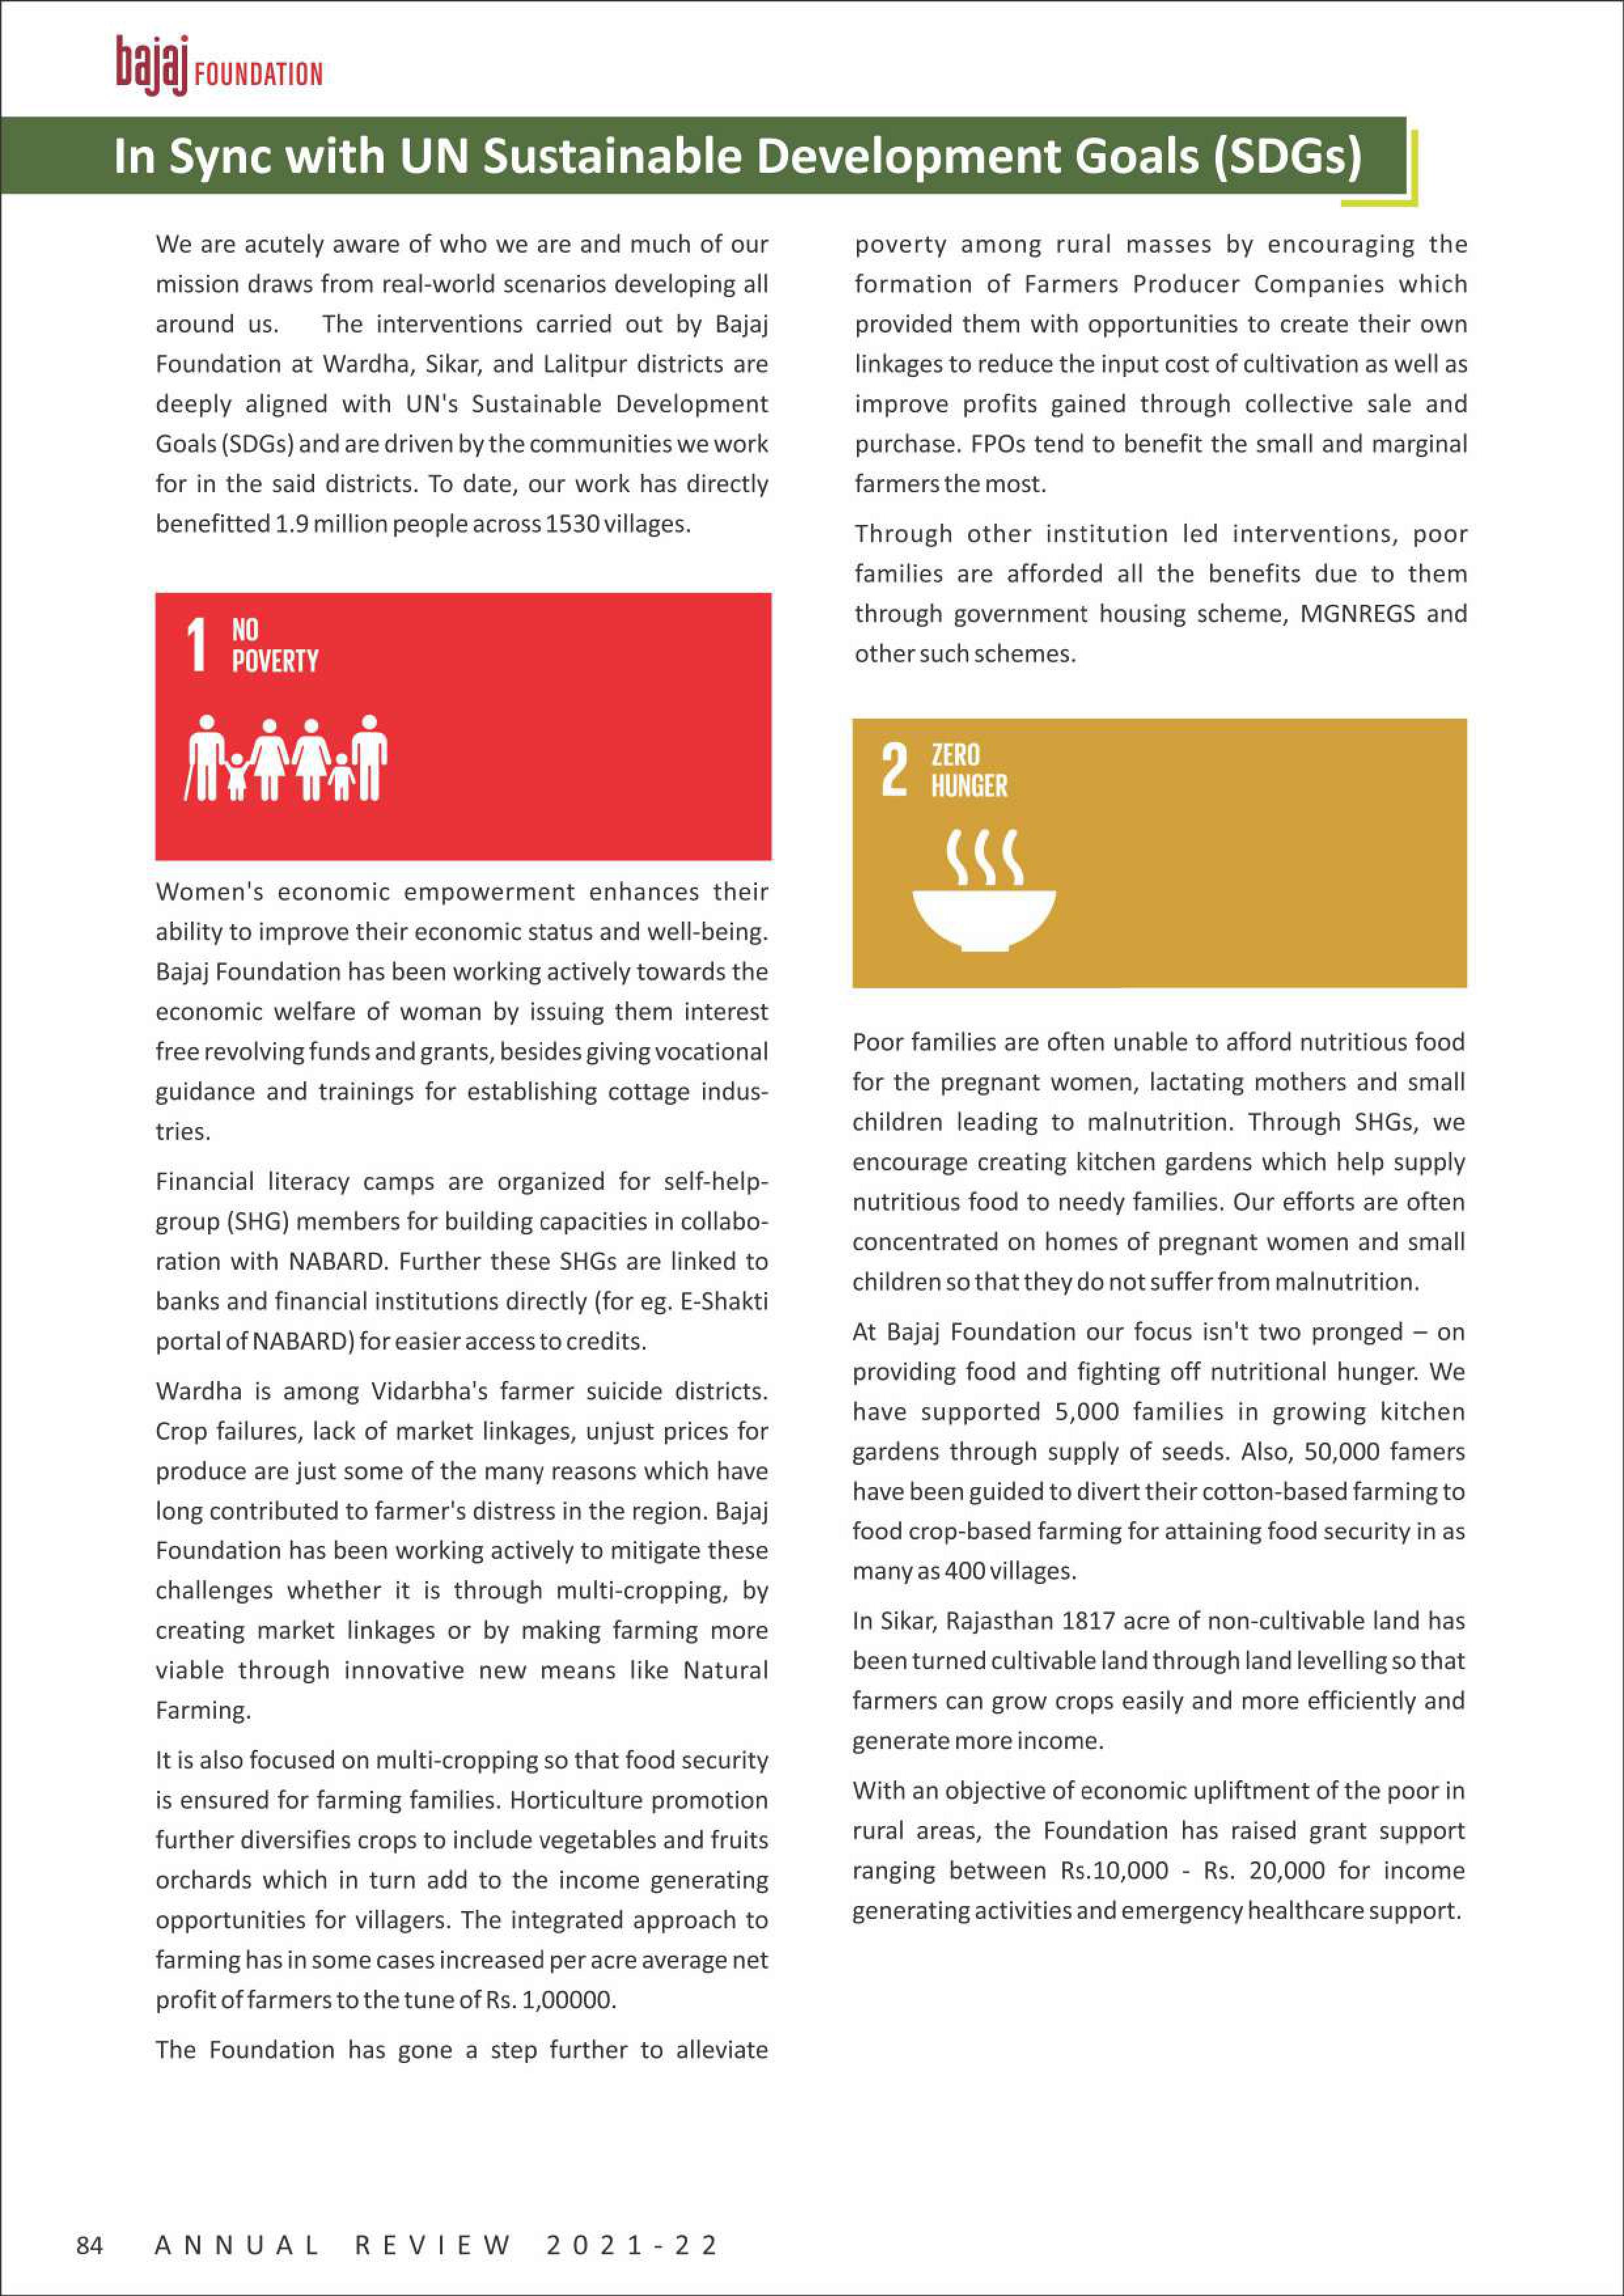 bajaj FOUNDATION
In Sync with UN Sustainable Development Goals (SDGs)
We are acutely aware of who we are and much of our
mission draws from real-world scenarios developing all
around us. The interventions carried out by Bajaj
Foundation at Wardha, Sikar, and Lalitpur districts are
deeply aligned with UN's Sustainable Development
Goals (SDGs) and are driven by the communities we work
for in the said districts. To date, our work has directly
benefitted 1.9 million people across 1530 villages.
1 NO
POVERTY
Women's economic empowerment enhances their
ability to improve their economic status and well-being.
Bajaj Foundation has been working actively towards the
economic welfare of woman by issuing them interest
free revolving funds and grants, besides giving vocational
guidance and trainings for establishing cottage indus-
tries.
Financial literacy camps are organized for self-help-
group (SHG) members for building capacities in collabo-
ration with NABARD. Further these SHGs are linked to
banks and financial institutions directly (for eg. E-Shakti
portal of NABARD) for easier access to credits.
Wardha is among Vidarbha's farmer suicide districts.
Crop failures, lack of market linkages, unjust prices for
produce are just some of the many reasons which have
long contributed to farmer's distress in the region. Bajaj
Foundation has been working actively to mitigate these
challenges whether it is through multi-cropping, by
creating market linkages or by making farming more
viable through innovative new means like Natural
Farming.
It is also focused on multi-cropping so that food security
is ensured for farming families. Horticulture promotion
further diversifies crops to include vegetables and fruits
orchards which in turn add to the income generating
opportunities for villagers. The integrated approach to
farming has in some cases increased per acre average net
profit of farmers to the tune of Rs. 1,00000.
The Foundation has gone a step further to alleviate
poverty among rural masses by encouraging the
formation of Farmers Producer Companies which
provided them with opportunities to create their own
linkages to reduce the input cost of cultivation as well as
improve profits gained through collective sale and
purchase. FPOs tend to benefit the small and marginal
farmers the most.
Through other institution led interventions, poor
families are afforded all the benefits due to them
through government housing scheme, MGNREGS and
other such schemes.
2 ZERO
HUNGER
Poor families are often unable to afford nutritious food
for the pregnant women, lactating mothers and small
children leading to malnutrition. Through SHGs, we
encourage creating kitchen gardens which help supply
nutritious food to needy families. Our efforts are often
concentrated on homes of pregnant women and small
children so that they do not suffer from malnutrition.
At Bajaj Foundation our focus isn't two pronged – on
providing food and fighting off nutritional hunger. We
have supported 5,000 families in growing kitchen
gardens through supply of seeds. Also, 50,000 famers
have been guided to divert their cotton-based farming to
food crop-based farming for attaining food security in as
many as 400 villages.
In Sikar, Rajasthan 1817 acre of non-cultivable land has
been turned cultivable land through land levelling so that
farmers can grow crops easily and more efficiently and
generate more income.
With an objective of economic upliftment of the poor in
rural areas, the Foundation has raised grant support
ranging between Rs.10,000 - Rs. 20,000 for income
generating activities and emergency healthcare support.
84 ANNUAL REVIEW 2021-22